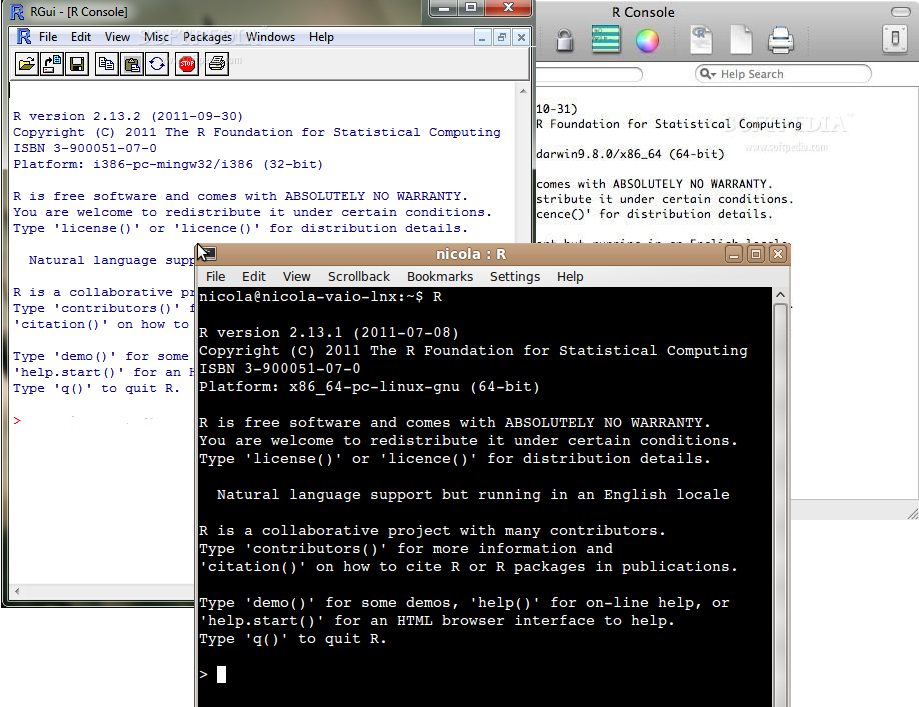 RGui - [R Console]
File Edit View Misc Packages Windows Help
STOP
R version 2.13.2 (2011-09-30)
Copyright (C) 2011 The R Foundation for Statistical Computing
ISBN 3-900051-07-0
Platform: i386-pc-mingw32/i386 (32-bit)
R is free software and comes with ABSOLUTELY NO WARRANTY.
You are welcome to redistribute it under certain conditions.
Type 'license()' or 'licence()' for distribution details.
Natural language supp
R is a collaborative pr
Type 'contributors()' f
'citation()' on how to
Type 'demo()' for some
'help.start()' for an H
Type 'q()' to quit R.
>
R Console
Help Search
10-31)
R Foundation for Statistical Computing
SOFTPEDIA
www.softpedia.com
darwin9.8.0/x86_64 (64-bit)
comes with ABSOLUTELY NO WARRANTY.
stribute it under certain conditions.
cence()' for distribution details.
nicola : R
File Edit View Scrollback Bookmarks Settings Help
nicola@nicola-vaio-lnx:~$ R
R version 2.13.1 (2011-07-08)
Copyright (C) 2011 The R Foundation for Statistical Computing
ISBN 3-900051-07-0
Platform: x86_64-pc-linux-gnu (64-bit)
R is free software and comes with ABSOLUTELY NO WARRANTY.
You are welcome to redistribute it under certain conditions.
Type 'license()' or 'licence()' for distribution details.
Natural language support but running in an English locale
R is a collaborative project with many contributors.
Type 'contributors()' for more information and
'citation()' on how to cite R or R packages in publications.
Type 'demo()' for some demos, 'help()' for on-line help, or
'help.start()' for an HTML browser interface to help.
Type 'q()' to quit R.
>